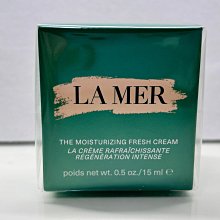 LA MER
THE MOISTURIZING FRESH CREAM
LA CRÈME RAFRAÎCHISSANTE
RÉGÉNÉRATION INTENSE
poids net wt. 0.5 oz. / 15 ml ℮